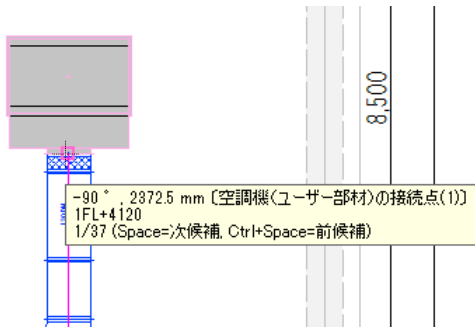 8,500
-90 ° , 2372.5 mm [空調機(ユーザー部材)の接続点(1)]
1FL+4120
1/37 (Space=次候補, Ctrl+Space=前候補)